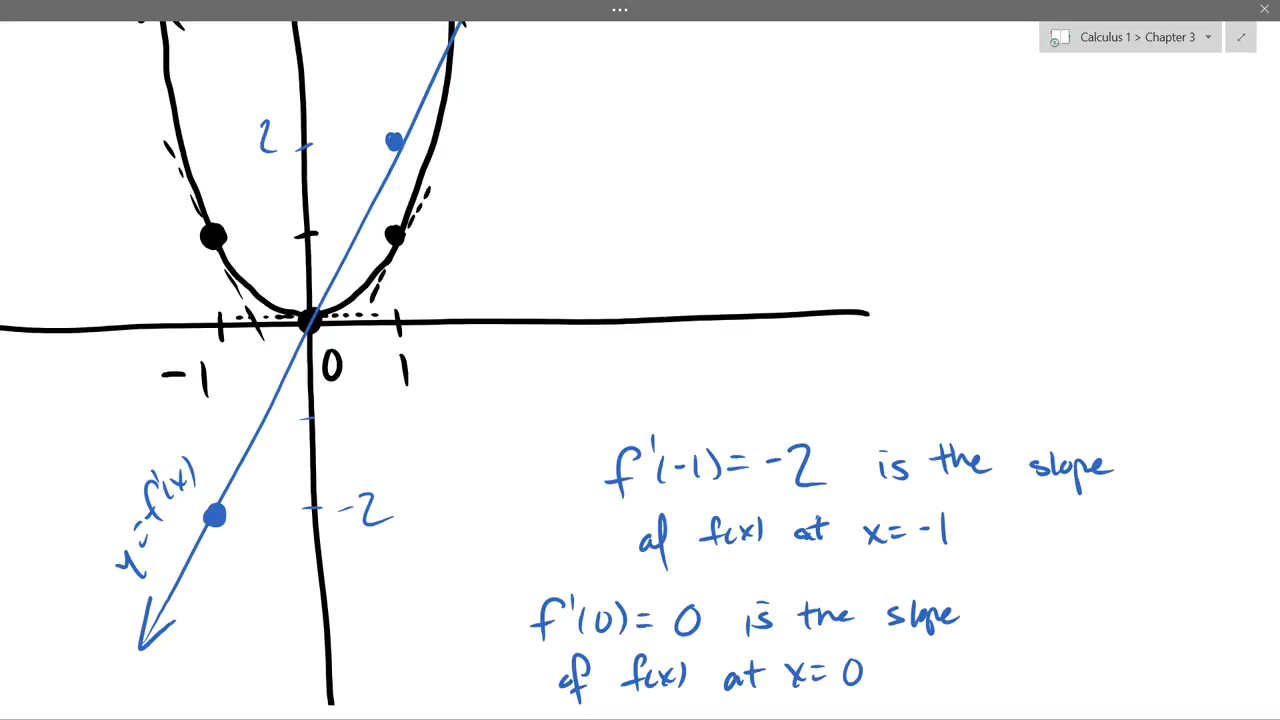 Calculus 1 > Chapter 3
2
-1
0
1
-2
y=f'(x)
f'(-1)=-2 is the slope
of f(x) at x=-1
f'(0)=0 is the slope
of f(x) at x=0